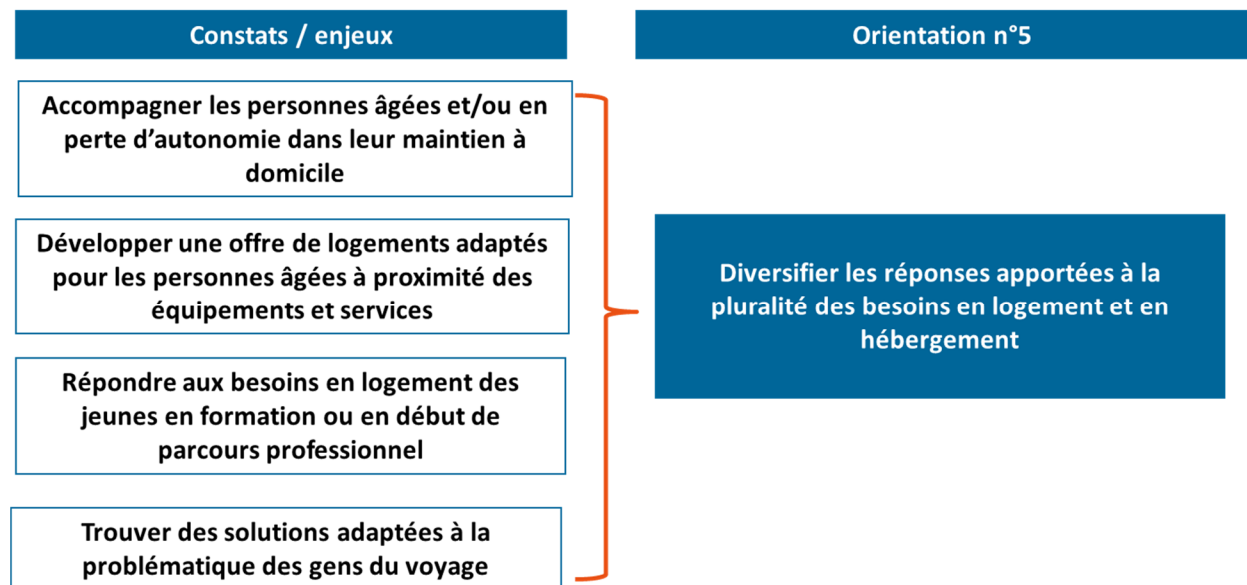 Constats / enjeux
Orientation n°5
Accompagner les personnes âgées et/ou en
perte d’autonomie dans leur maintien à
domicile
Développer une offre de logements adaptés
pour les personnes âgées à proximité des
équipements et services
Répondre aux besoins en logement des
jeunes en formation ou en début de
parcours professionnel
Trouver des solutions adaptées à la
problématique des gens du voyage
Diversifier les réponses apportées à la
pluralité des besoins en logement et en
hébergement